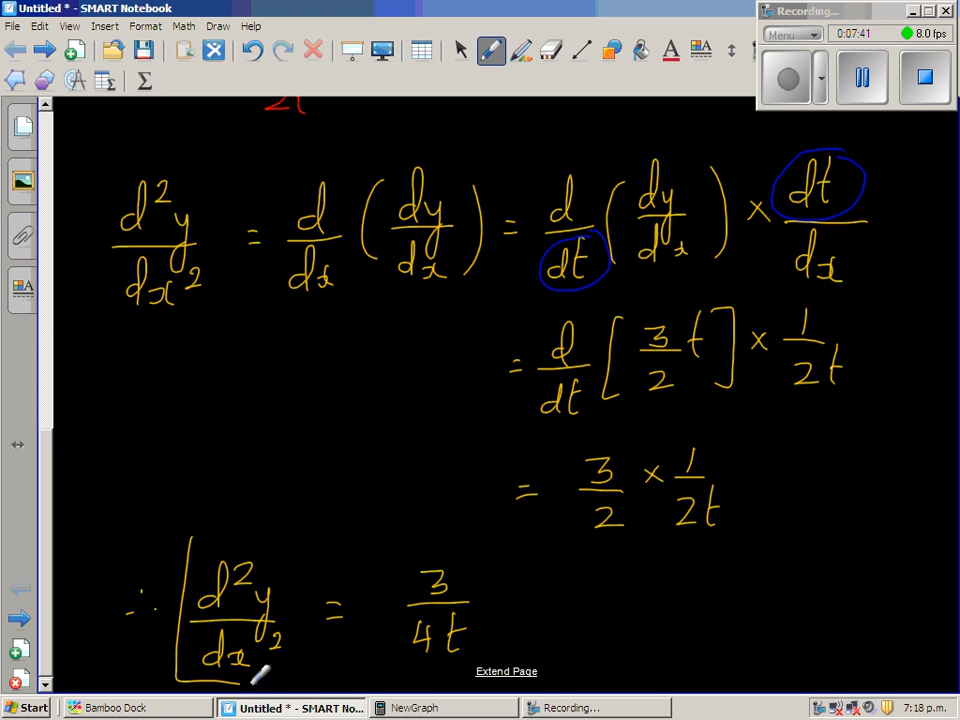 Untitled * - SMART Notebook
Recording...
File Edit View Insert Format Math Tools Help
Menu 0:07:41 8.0 fps
2t
d²y/dx² = d/dx (dy/dx) = d/dt (dy/dx) × dt/dx
= d/dt [3/2 t] × 1/2t
= 3/2 × 1/2t
∴ d²y/dx² = 3/4t
Extend Page
Start Bamboo Dock Untitled * - SMART No... NewGraph Recording... 7:18 p.m.